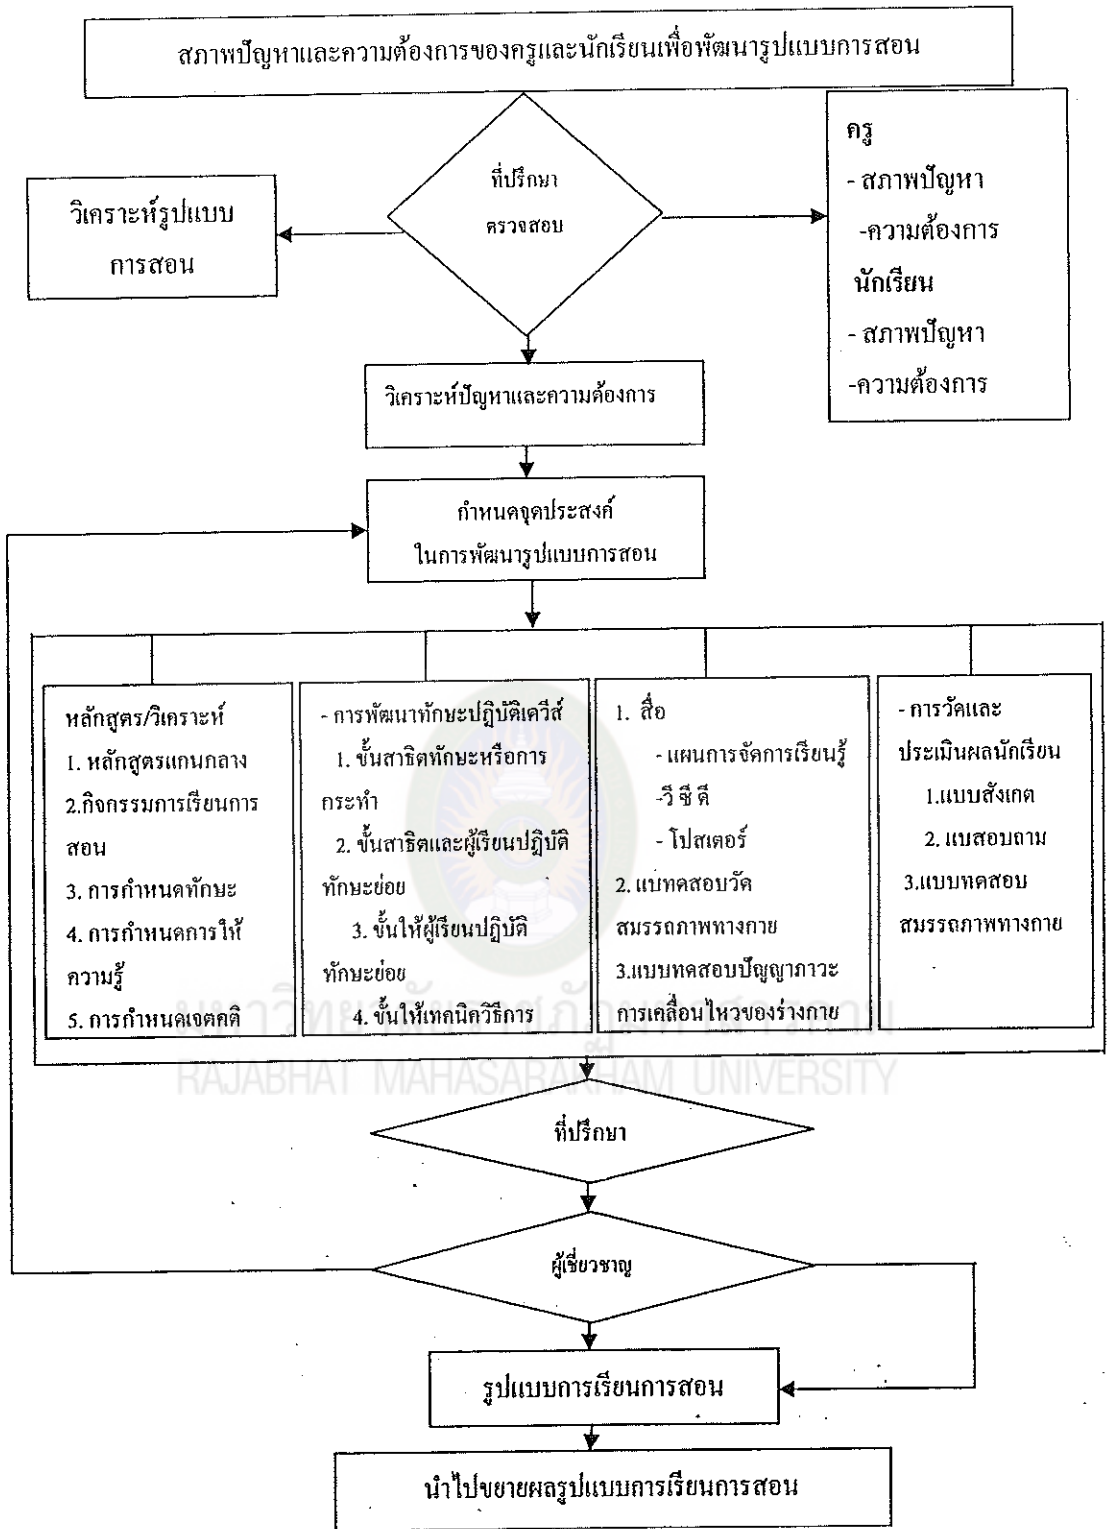 สภาพปัญหาและความต้องการของครูและนักเรียนเพื่อพัฒนารูปแบบการสอน
ที่ปรึกษา
ตรวจสอบ
วิเคราะห์รูปแบบ
การสอน
ครู
- สภาพปัญหา
-ความต้องการ
นักเรียน
- สภาพปัญหา
-ความต้องการ
วิเคราะห์ปัญหาและความต้องการ
กำหนดจุดประสงค์
ในการพัฒนารูปแบบการสอน
หลักสูตร/วิเคราะห์
1. หลักสูตรแกนกลาง
2.กิจกรรมการเรียนการ
สอน
3. การกำหนดทักษะ
4. การกำหนดการให้
ความรู้
5. การกำหนดเจตคติ
- การพัฒนาทักษะปฏิบัติเดวีส์
1. ขั้นสาธิตทักษะหรือการ
กระทำ
2. ขั้นสาธิตและผู้เรียนปฏิบัติ
ทักษะย่อย
3. ขั้นให้ผู้เรียนปฏิบัติ
ทักษะย่อย
4. ขั้นให้เทคนิควิธีการ
1. สื่อ
- แผนการจัดการเรียนรู้
-วี ซี ดี
- โปสเตอร์
2. แบทดสอบวัด
สมรรถภาพทางกาย
3.แบบทดสอบปัญญาภาวะ
การเคลื่อนไหวของร่างกาย
- การวัดและ
ประเมินผลนักเรียน
1.แบบสังเกต
2. แบสอบถาม
3.แบบทดสอบ
สมรรถภาพทางกาย
มหาวิทยาลัยราชภัฏมหาสารคาม
RAJABHAT MAHASARAKHAM UNIVERSITY
ที่ปรึกษา
ผู้เชี่ยวชาญ
รูปแบบการเรียนการสอน
นำไปขยายผลรูปแบบการเรียนการสอน